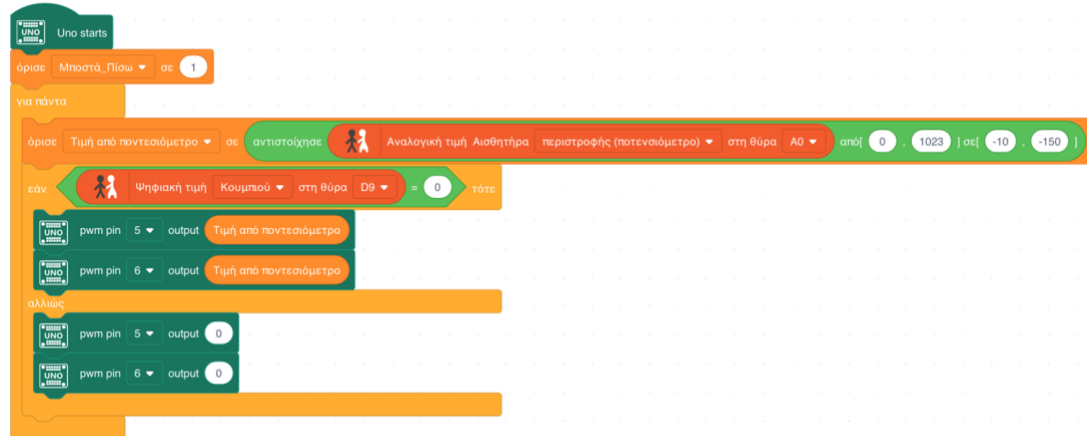 UNO Uno starts
όρισε Μποστά_Πίσω σε 1
για πάντα
όρισε Τιμή από ποντεσιόμετρο σε αντιστοίχησε Αναλογική τιμή Αισθητήρα περιστροφής (ποτενσιόμετρο) στη θύρα A0 από[ 0 , 1023 ] σε[ -10 , -150 ]
εάν Ψηφιακή τιμή Κουμπιού στη θύρα D9 = 0 τότε
UNO pwm pin 5 output Τιμή από ποντεσιόμετρο
UNO pwm pin 6 output Τιμή από ποντεσιόμετρο
αλλιώς
UNO pwm pin 5 output 0
UNO pwm pin 6 output 0